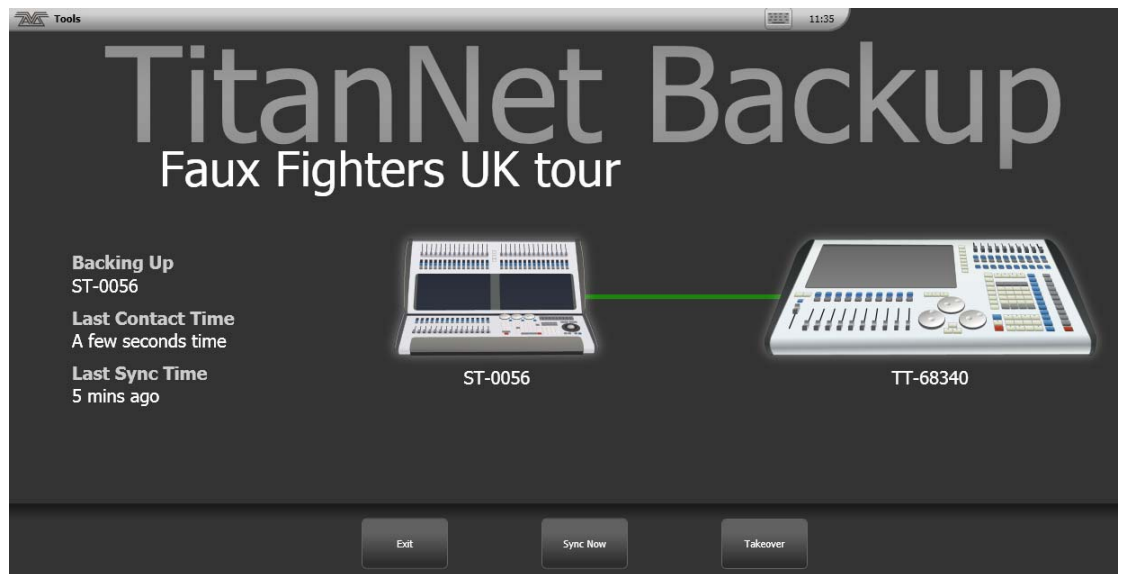 Tools
11:35
TitanNet Backup
Faux Fighters UK tour
Backing Up
ST-0056
Last Contact Time
A few seconds time
Last Sync Time
5 mins ago
ST-0056
TT-68340
Exit
Sync Now
Takeover